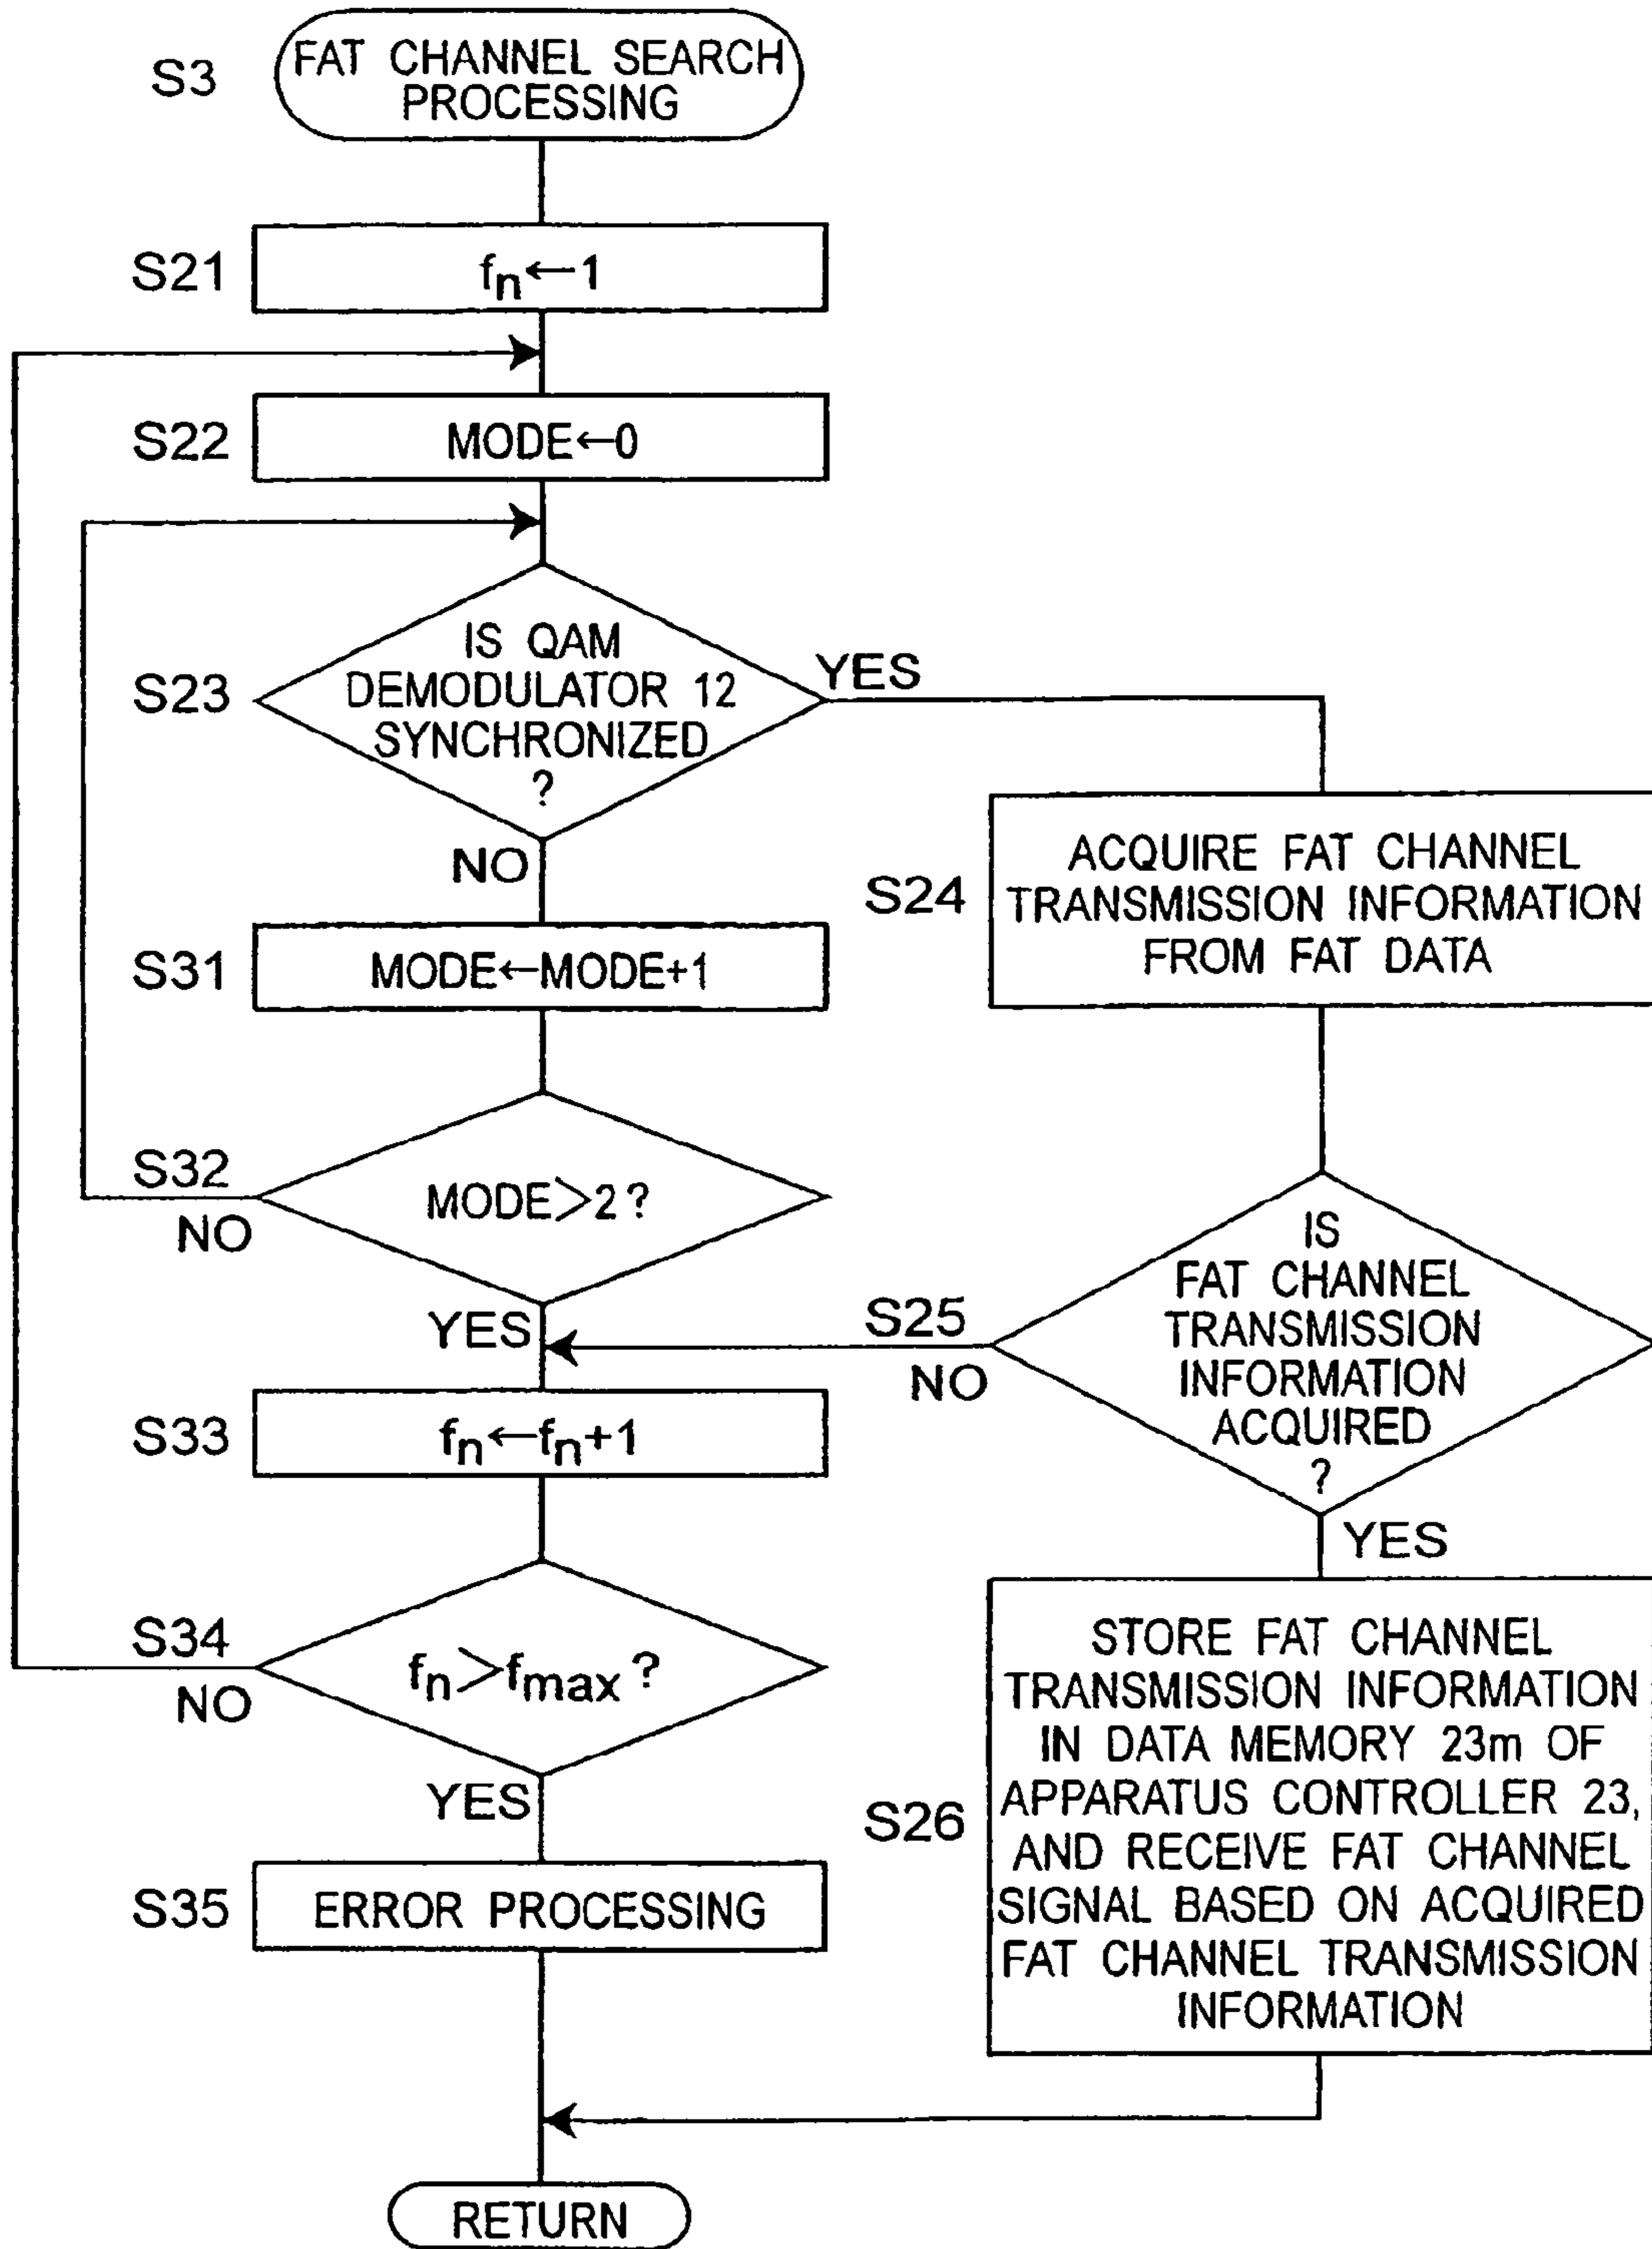 S3
FAT CHANNEL SEARCH
PROCESSING
S21
fn←1
S22
MODE←0
S23
IS QAM
DEMODULATOR 12
SYNCHRONIZED
?
YES
NO
S24
ACQUIRE FAT CHANNEL
TRANSMISSION INFORMATION
FROM FAT DATA
S31
MODE←MODE+1
S32
MODE>2?
NO
YES
S25
IS
FAT CHANNEL
TRANSMISSION
INFORMATION
ACQUIRED
?
NO
YES
S33
fn←fn+1
S34
fn>fmax?
NO
YES
S26
STORE FAT CHANNEL
TRANSMISSION INFORMATION
IN DATA MEMORY 23m OF
APPARATUS CONTROLLER 23,
AND RECEIVE FAT CHANNEL
SIGNAL BASED ON ACQUIRED
FAT CHANNEL TRANSMISSION
INFORMATION
S35
ERROR PROCESSING
RETURN